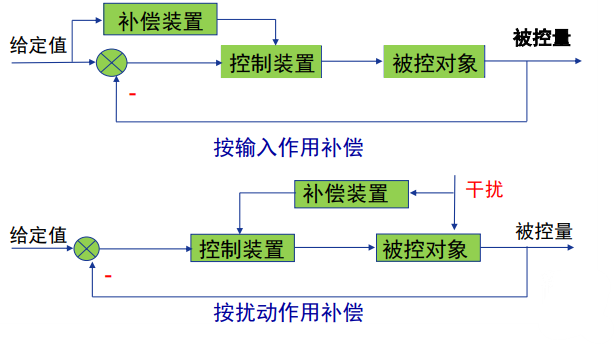 补偿装置
给定值
被控量
控制装置
被控对象
-
按输入作用补偿
补偿装置
干扰
给定值
被控量
控制装置
被控对象
-
按扰动作用补偿